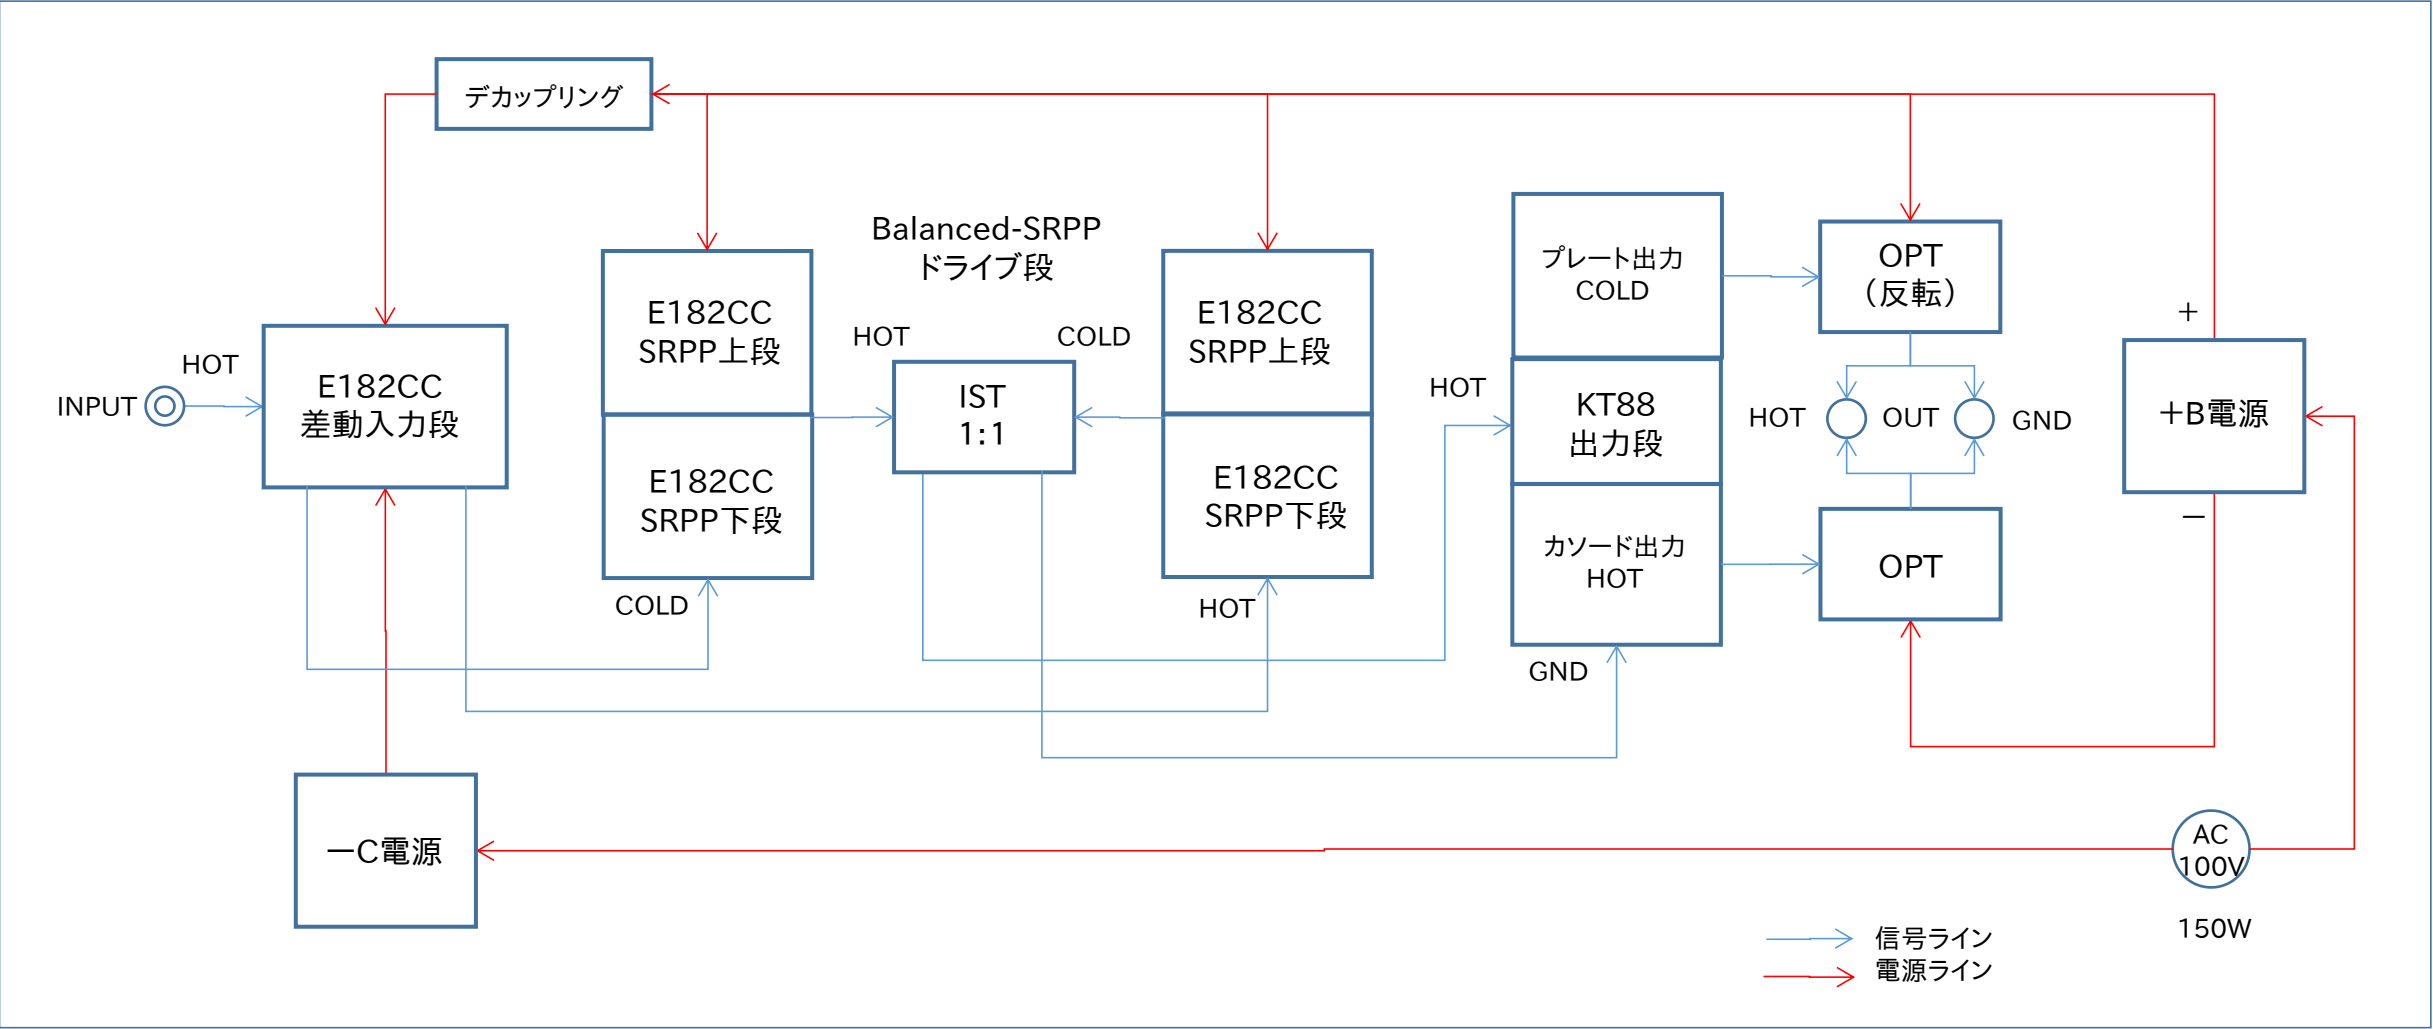 デカップリング
Balanced-SRPP
ドライブ段
INPUT
HOT
E182CC
差動入力段
E182CC
SRPP上段
E182CC
SRPP下段
COLD
HOT
IST
1:1
COLD
E182CC
SRPP上段
E182CC
SRPP下段
HOT
プレート出力
COLD
HOT
KT88
出力段
カソード出力
HOT
GND
OPT
（反転）
HOT
OUT
GND
OPT
＋
＋B電源
－
－C電源
AC
100V
150W
信号ライン
電源ライン